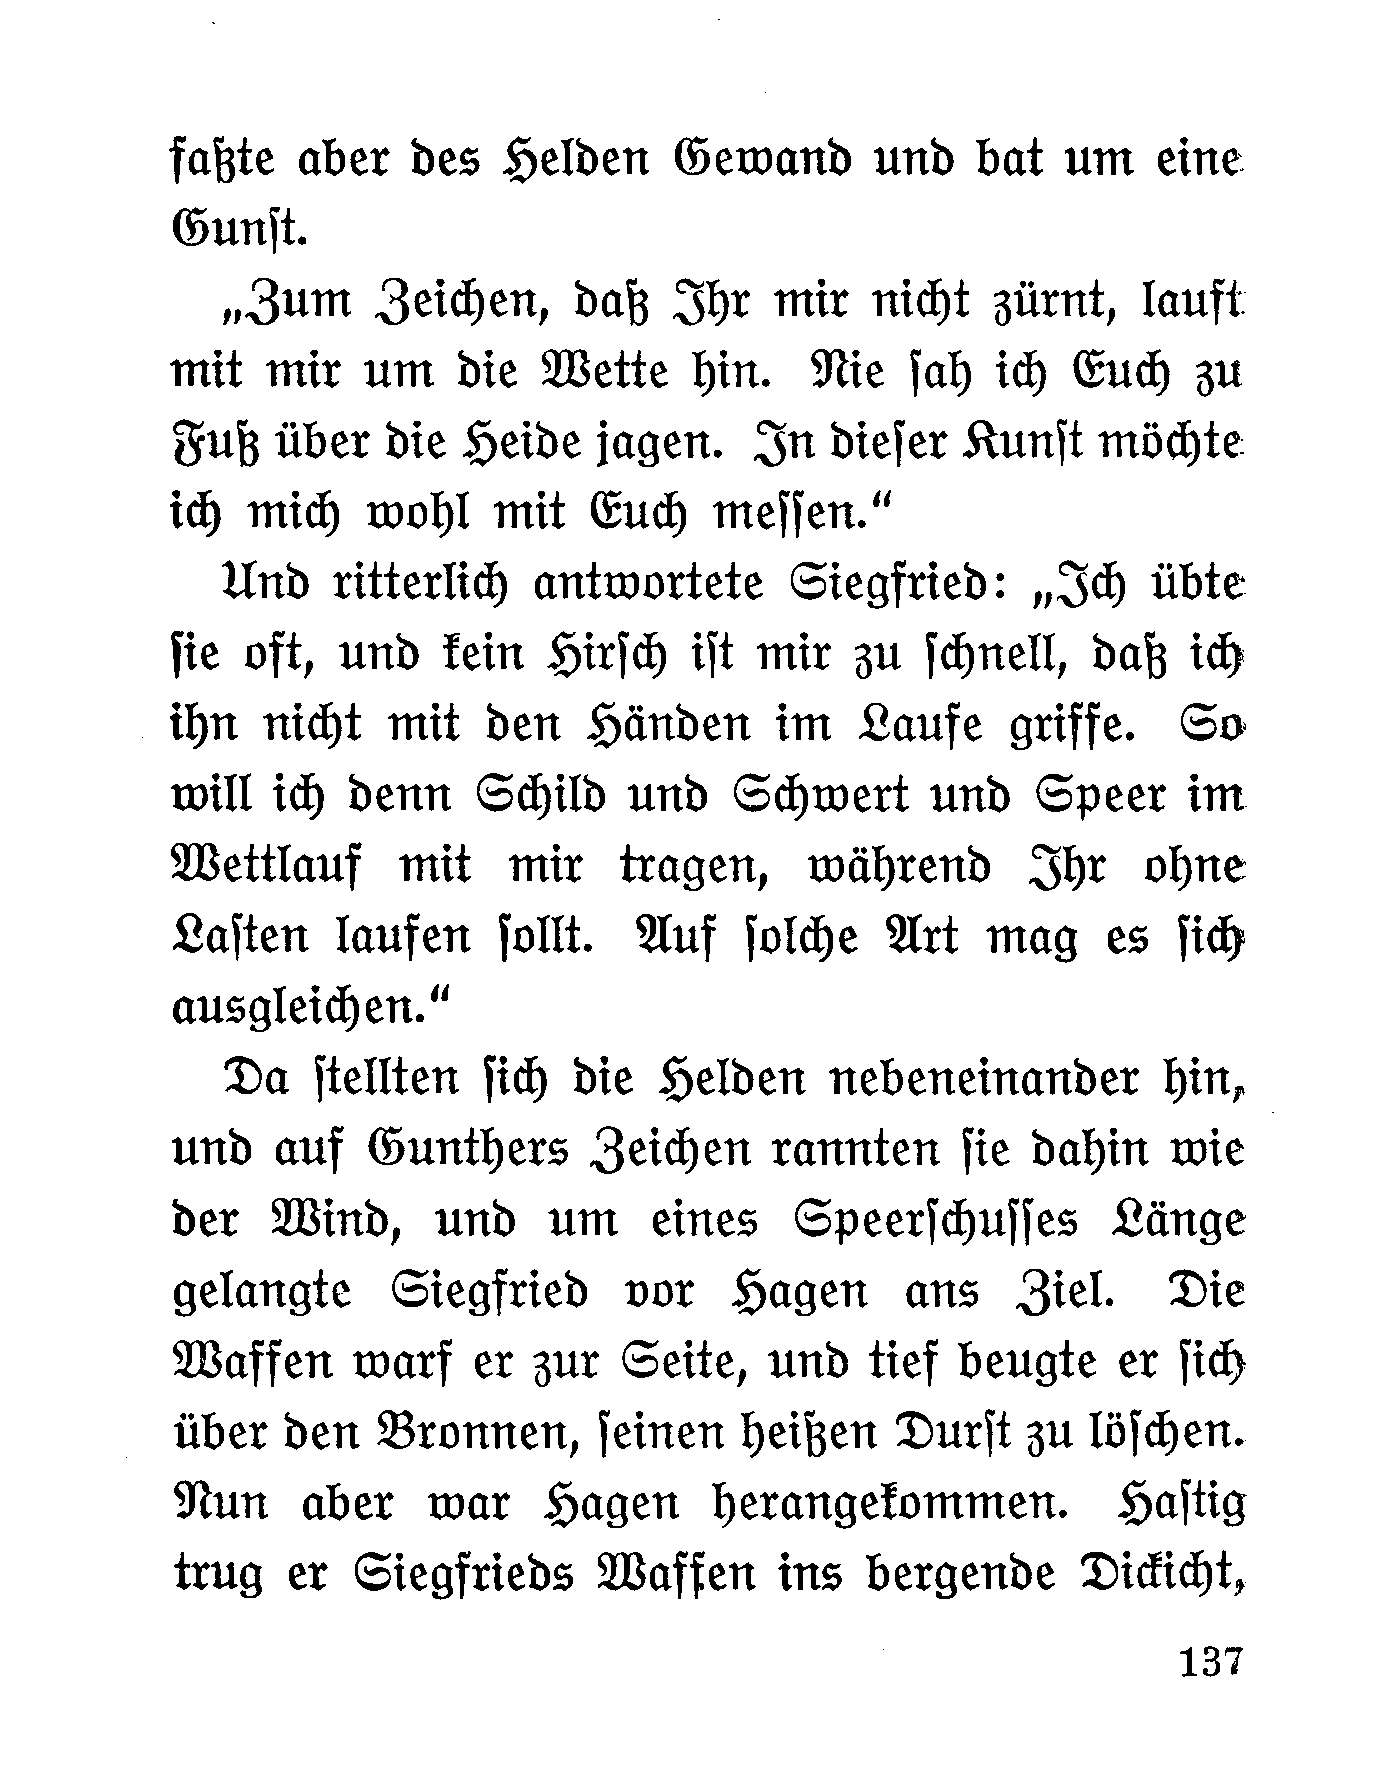 faßte aber des Helden Gewand und bat um eine
Gunſt.
„Zum Zeichen, daß Ihr mir nicht zürnt, lauft
mit mir um die Wette hin. Nie ſah ich Euch zu
Fuß über die Heide jagen. In dieſer Kunſt möchte
ich mich wohl mit Euch meſſen.“
Und ritterlich antwortete Siegfried: „Ich übte
ſie oft, und kein Hirſch iſt mir zu ſchnell, daß ich
ihn nicht mit den Händen im Laufe griffe. So
will ich denn Schild und Schwert und Speer im
Wettlauf mit mir tragen, während Ihr ohne
Laſten laufen ſollt. Auf ſolche Art mag es ſich
ausgleichen.“
Da ſtellten ſich die Helden nebeneinander hin,
und auf Gunthers Zeichen rannten ſie dahin wie
der Wind, und um eines Speerſchuſſes Länge
gelangte Siegfried vor Hagen ans Ziel. Die
Waffen warf er zur Seite, und tief beugte er ſich
über den Bronnen, ſeinen heißen Durſt zu löſchen.
Nun aber war Hagen herangekommen. Haſtig
trug er Siegfrieds Waffen ins bergende Dickicht,
137